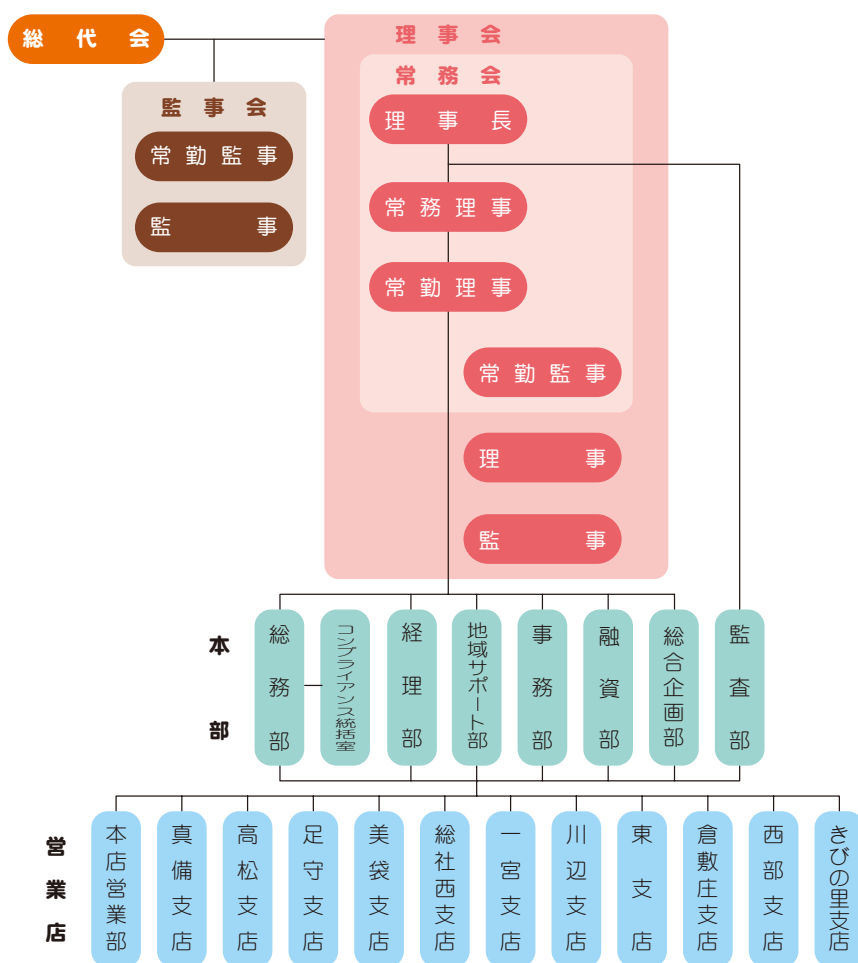 総代会
理事会
常務会
理事長
監事会
常勤監事
監事
常務理事
常勤理事
常勤監事
理事
監事
本部
総務部
コンプライアンス統括室
経理部
地域サポート部
事務部
融資部
総合企画部
監査部
営業店
本店営業部
真備支店
高松支店
足守支店
美袋支店
総社西支店
一宮支店
川辺支店
東支店
倉敷庄支店
西部支店
きびの里支店